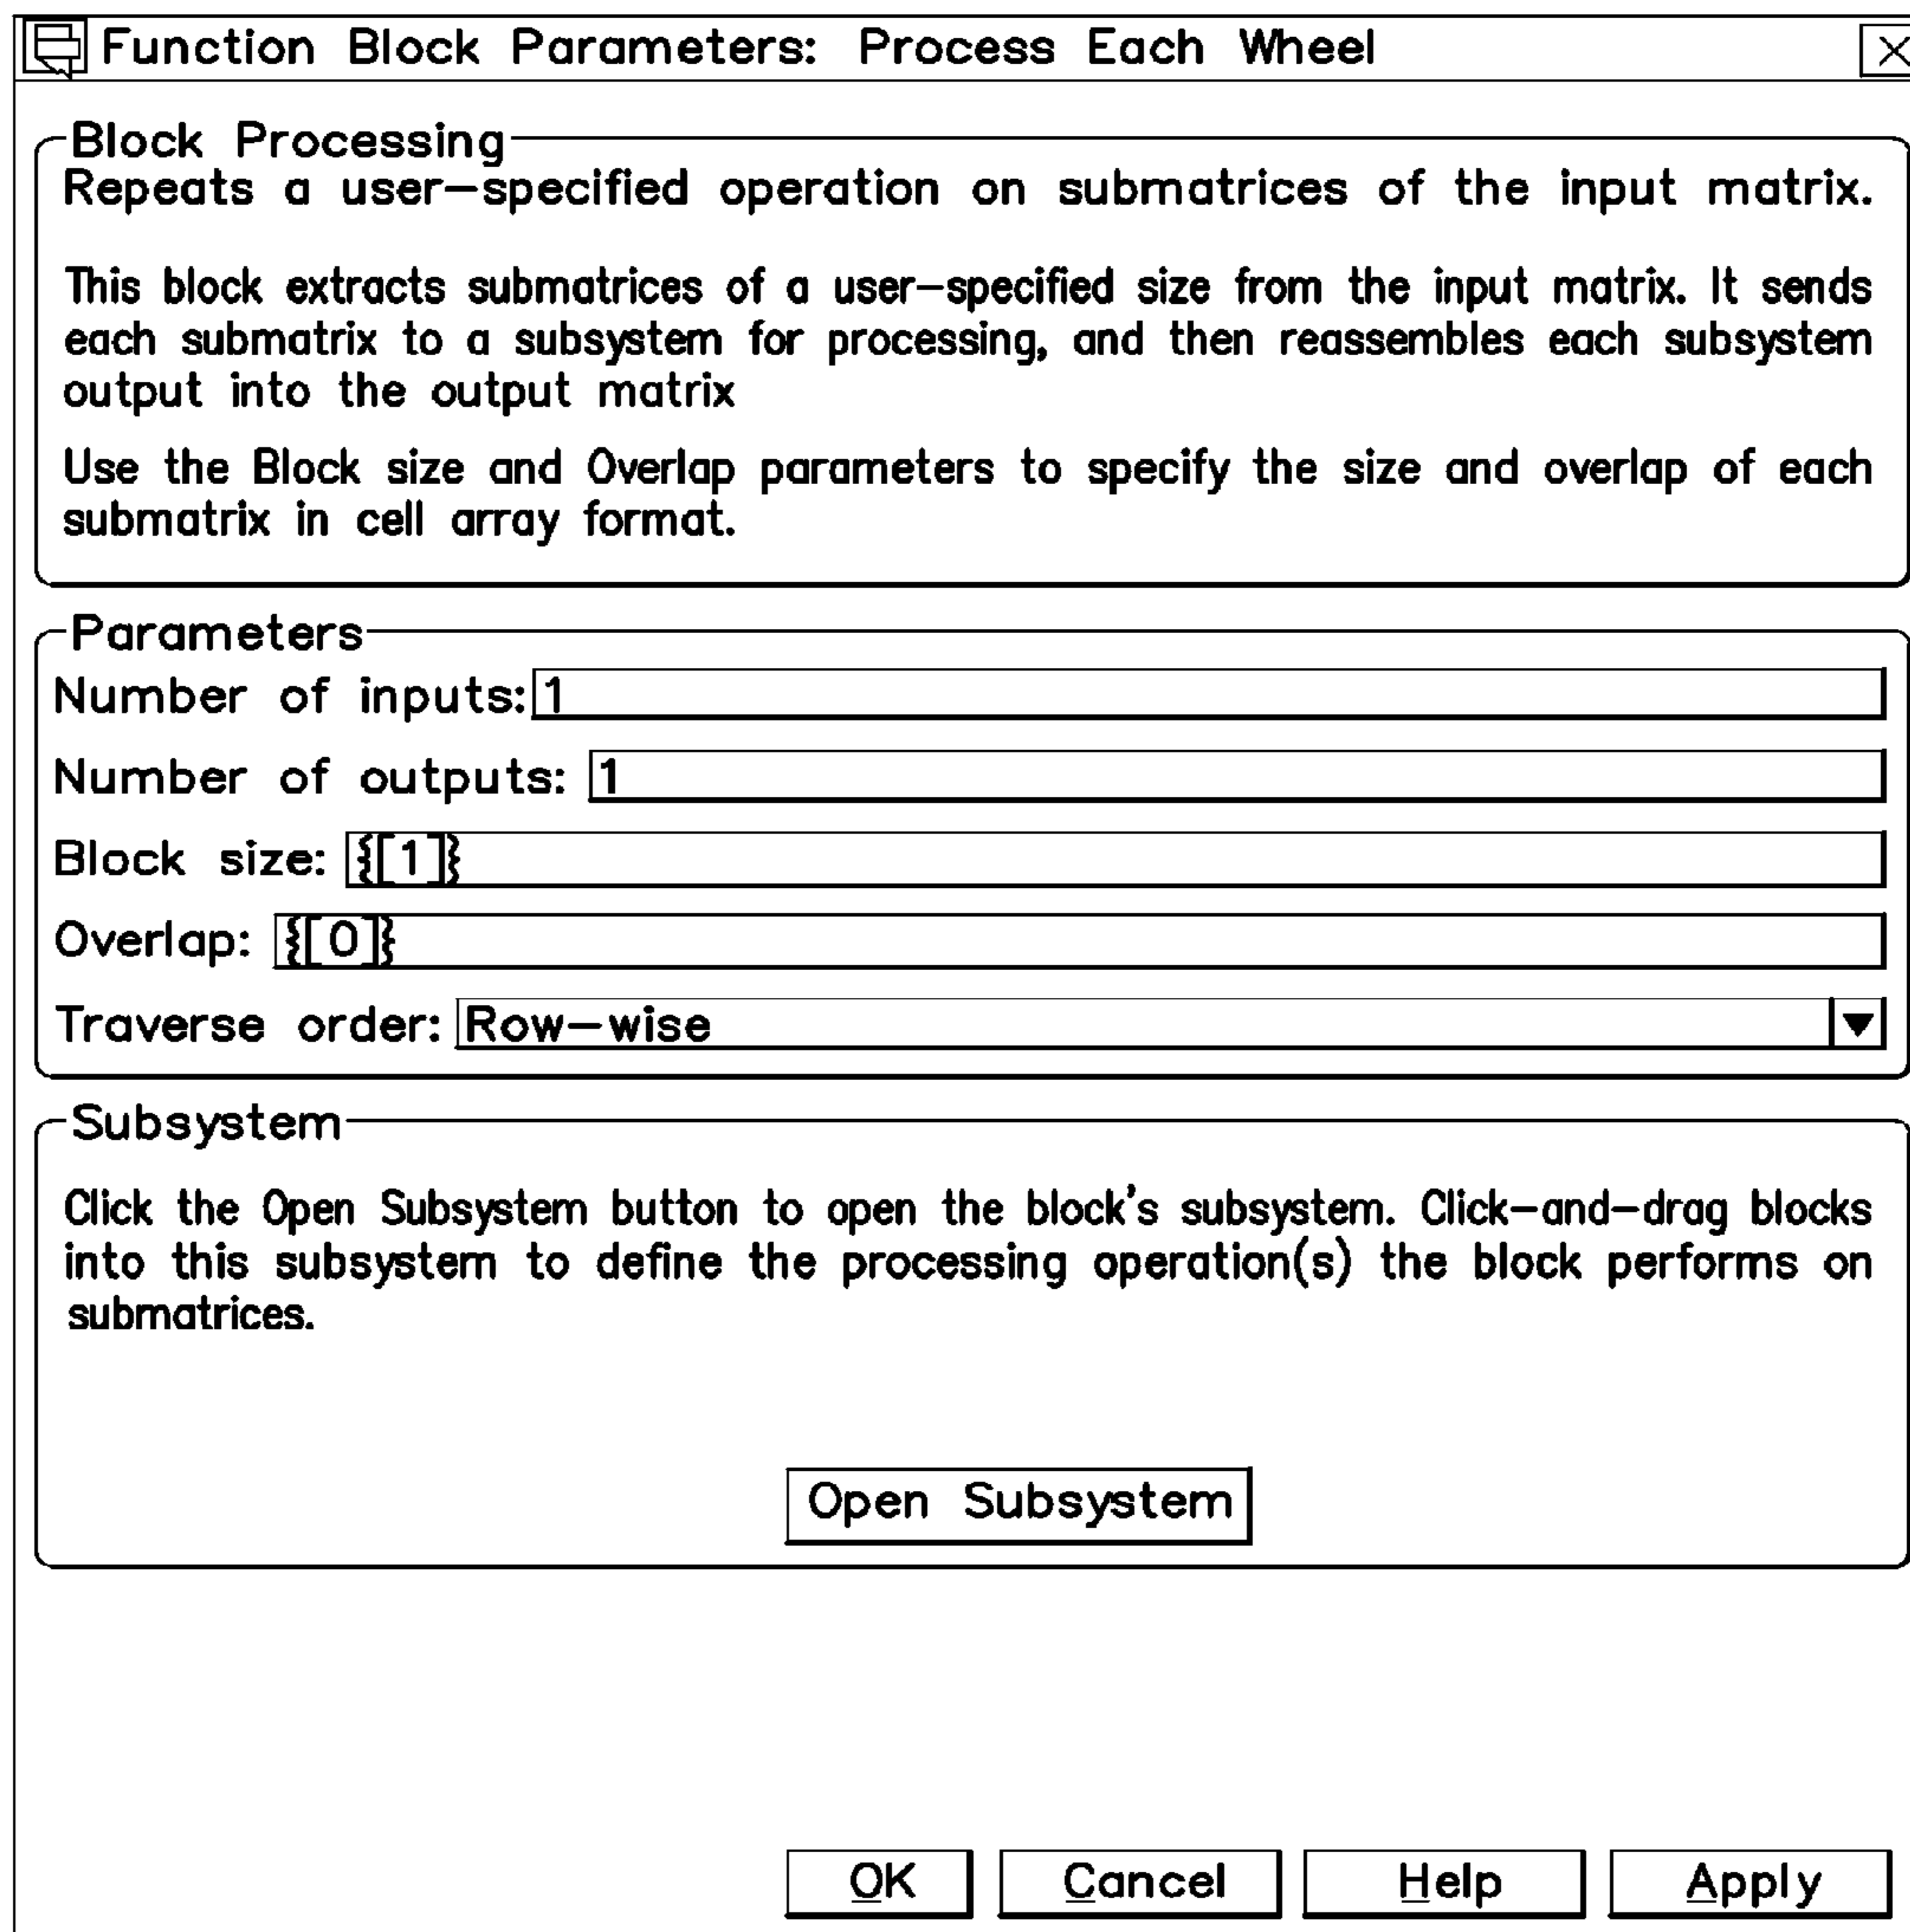 Function Block Parameters: Process Each Wheel
Block Processing
Repeats a user-specified operation on submatrices of the input matrix.
This block extracts submatrices of a user-specified size from the input matrix. It sends
each submatrix to a subsystem for processing, and then reassembles each subsystem
output into the output matrix
Use the Block size and Overlap parameters to specify the size and overlap of each
submatrix in cell array format.
Parameters
Number of inputs: 1
Number of outputs: 1
Block size: {[1]}
Overlap: {[0]}
Traverse order: Row-wise
Subsystem
Click the Open Subsystem button to open the block's subsystem. Click-and-drag blocks
into this subsystem to define the processing operation(s) the block performs on
submatrices.
Open Subsystem
OK Cancel Help Apply